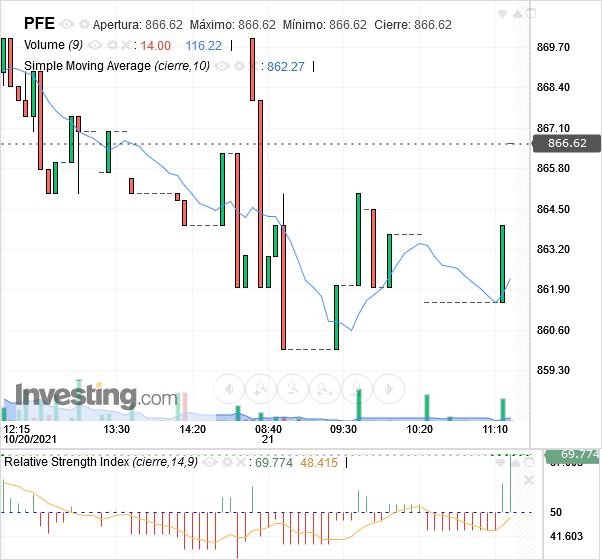 PFE Apertura: 866.62 Máximo: 866.62 Mínimo: 866.62 Cierre: 866.62
Volume (9) : 14.00 116.22
Simple Moving Average (cierre,10) : 862.27
869.70
868.40
867.10
866.62
865.80
864.50
863.20
861.90
860.60
859.30
Investing.com
12:15 13:30 14:20 08:40 09:30 10:20 11:10
10/20/2021 21
Relative Strength Index (cierre,14,9) : 69.774 48.415
69.774
50
41.603